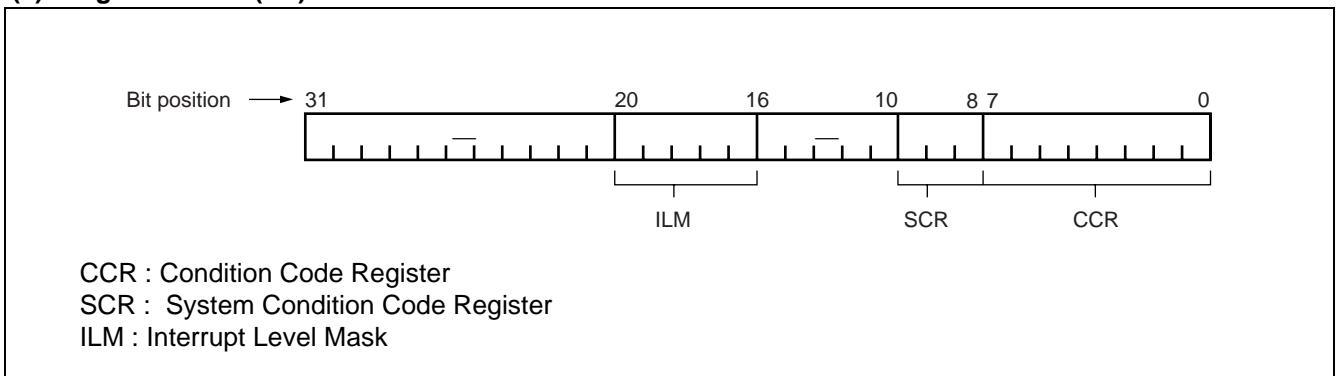 Bit position 31 20 16 10 8 7 0
— —
ILM SCR CCR
CCR : Condition Code Register
SCR : System Condition Code Register
ILM : Interrupt Level Mask